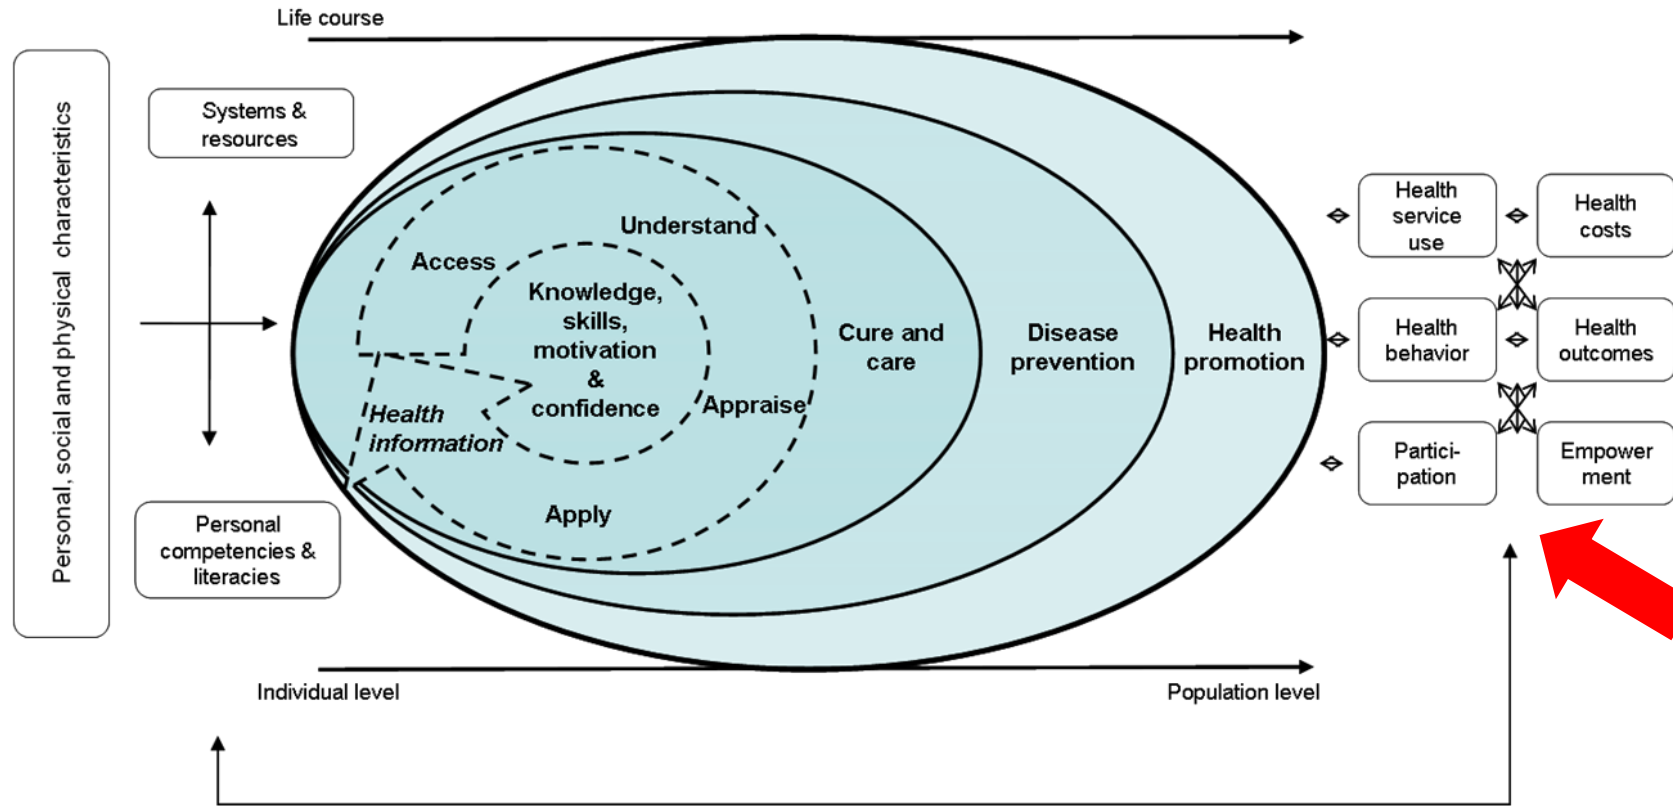 Life course
Personal, social and physical characteristics
Systems &
resources
Personal
competencies &
literacies
Access
Understand
Knowledge,
skills,
motivation
&
confidence
Health
information
Appraise
Apply
Cure and
care
Disease
prevention
Health
promotion
Health
service
use
Health
costs
Health
behavior
Health
outcomes
Partici-
pation
Empower
ment
Individual level
Population level